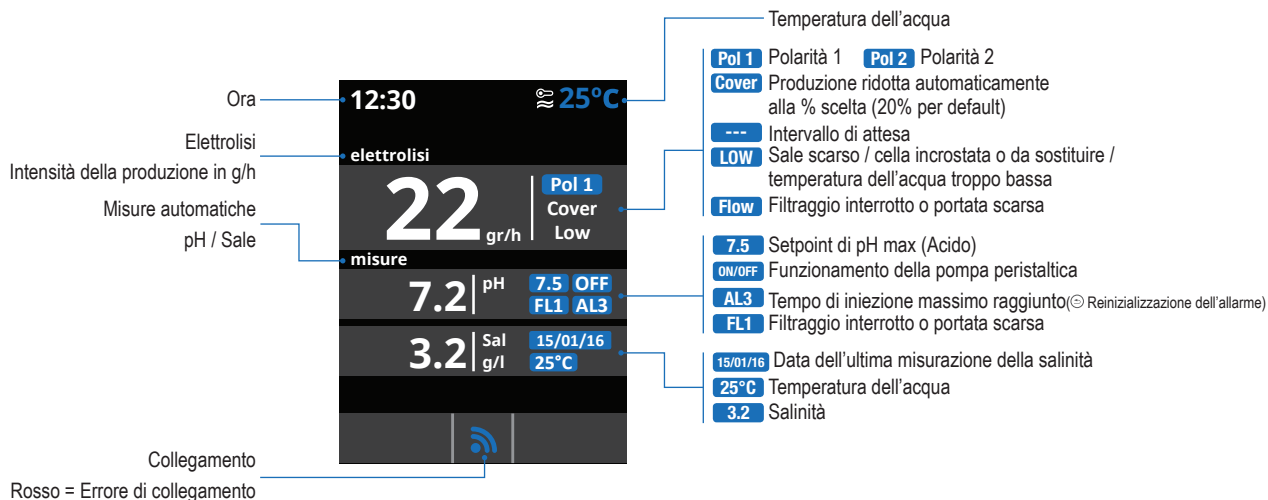 Temperatura dell'acqua
Pol 1 Polarità 1 Pol 2 Polarità 2
Cover Produzione ridotta automaticamente
alla % scelta (20% per default)
--- Intervallo di attesa
LOW Sale scarso / cella incrostata o da sostituire /
temperatura dell'acqua troppo bassa
Flow Filtraggio interrotto o portata scarsa
7.5 Setpoint di pH max (Acido)
ON/OFF Funzionamento della pompa peristaltica
AL3 Tempo di iniezione massimo raggiunto(⊖ Reinizializzazione dell'allarme)
FL1 Filtraggio interrotto o portata scarsa
15/01/16 Data dell'ultima misurazione della salinità
25°C Temperatura dell'acqua
3.2 Salinità
Ora
Elettrolisi
Intensità della produzione in g/h
Misure automatiche
pH / Sale
Collegamento
Rosso = Errore di collegamento
12:30 25°C
elettrolisi
22 gr/h
Pol 1
Cover
Low
misure
7.2 pH 7.5 OFF
FL1 AL3
3.2 Sal 15/01/16
g/l 25°C